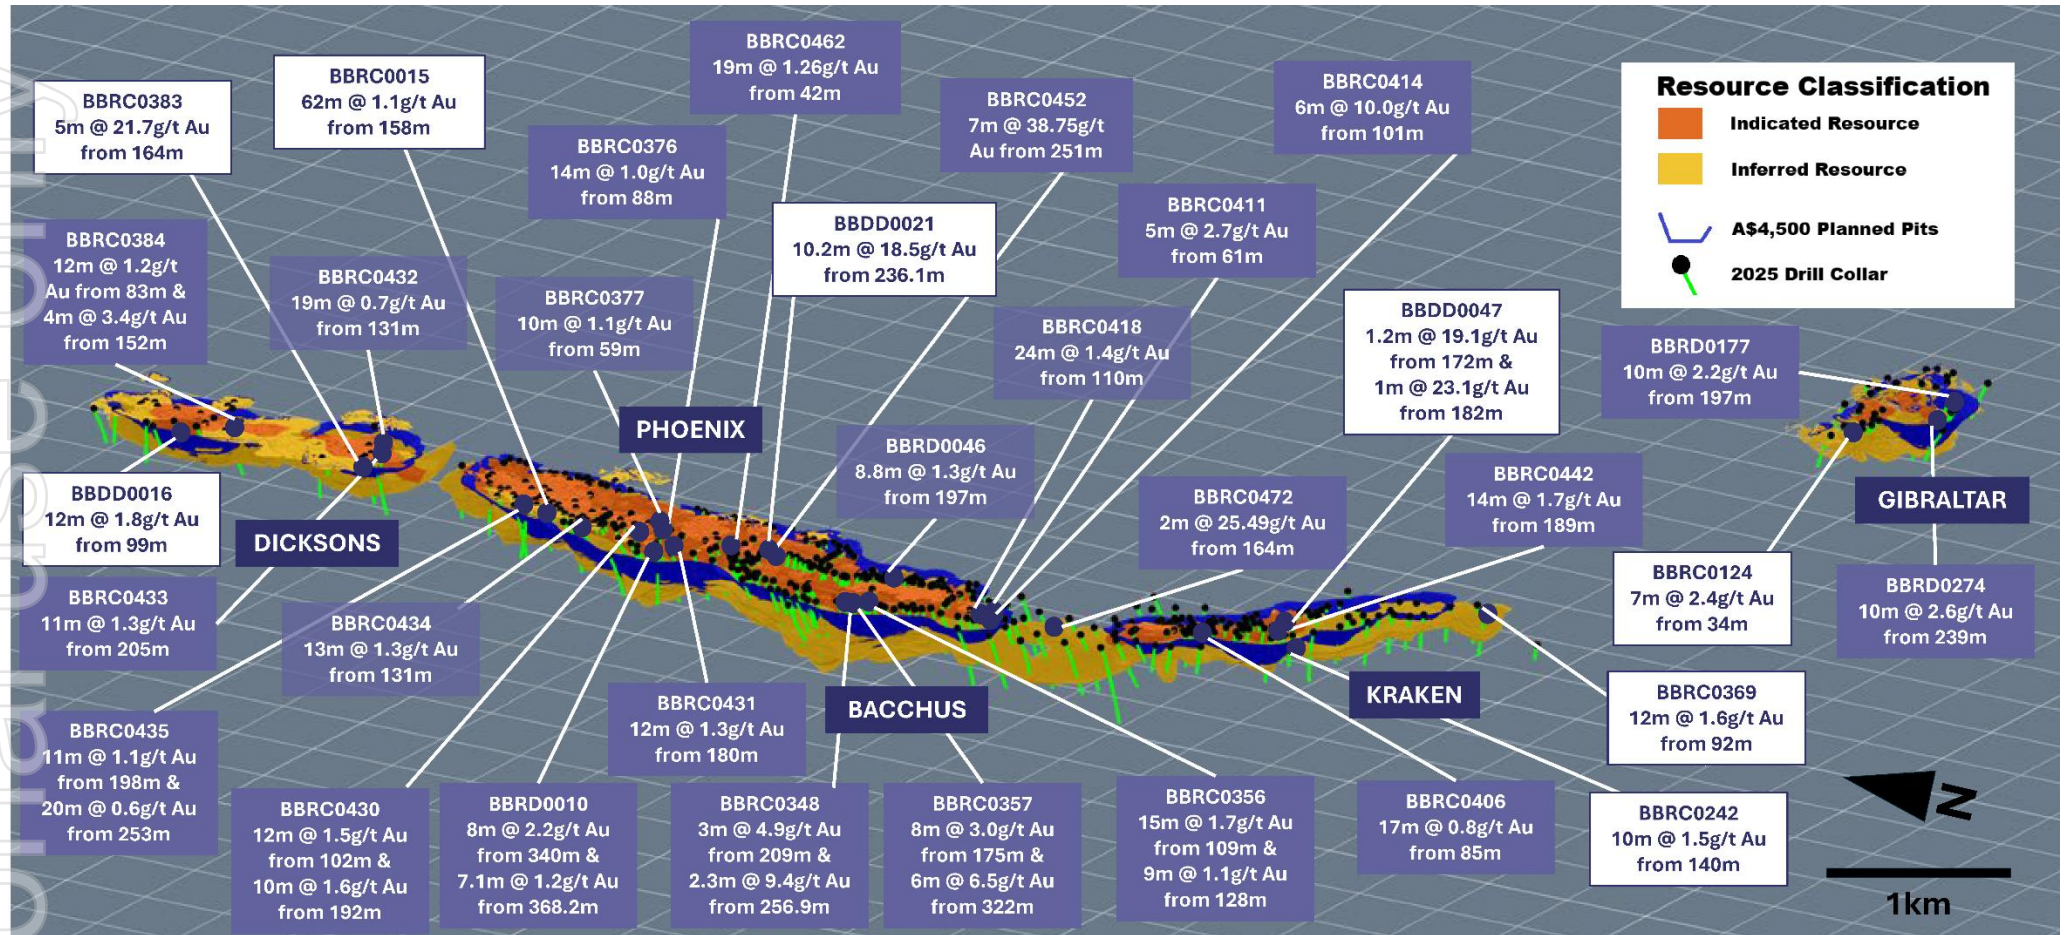 BBRC0462
19m @ 1.26g/t Au
from 42m
BBRC0015
62m @ 1.1g/t Au
from 158m
BBRC0383
5m @ 21.7g/t Au
from 164m
BBRC0452
7m @ 38.75g/t
Au from 251m
BBRC0414
6m @ 10.0g/t Au
from 101m
Resource Classification
Indicated Resource
Inferred Resource
A$4,500 Planned Pits
2025 Drill Collar
BBRC0376
14m @ 1.0g/t Au
from 88m
BBRC0411
5m @ 2.7g/t Au
from 61m
BBDD0021
10.2m @ 18.5g/t Au
from 236.1m
BBRC0384
12m @ 1.2g/t
Au from 83m &
4m @ 3.4g/t Au
from 152m
BBRC0432
19m @ 0.7g/t Au
from 131m
BBRC0377
10m @ 1.1g/t Au
from 59m
BBRC0418
24m @ 1.4g/t Au
from 110m
BBDD0047
1.2m @ 19.1g/t Au
from 172m &
1m @ 23.1g/t Au
from 182m
BBRD0177
10m @ 2.2g/t Au
from 197m
PHOENIX
BBRD0046
8.8m @ 1.3g/t Au
from 197m
BBRC0472
2m @ 25.49g/t Au
from 164m
BBRC0442
14m @ 1.7g/t Au
from 189m
GIBRALTAR
BBDD0016
12m @ 1.8g/t Au
from 99m
DICKSONS
BBRC0433
11m @ 1.3g/t Au
from 205m
BBRC0434
13m @ 1.3g/t Au
from 131m
BBRC0124
7m @ 2.4g/t Au
from 34m
BBRD0274
10m @ 2.6g/t Au
from 239m
BBRC0431
12m @ 1.3g/t Au
from 180m
BACCHUS
KRAKEN
BBRC0369
12m @ 1.6g/t Au
from 92m
BBRC0435
11m @ 1.1g/t Au
from 198m &
20m @ 0.6g/t Au
from 253m
BBRC0430
12m @ 1.5g/t Au
from 102m &
10m @ 1.6g/t Au
from 192m
BBRD0010
8m @ 2.2g/t Au
from 340m &
7.1m @ 1.2g/t Au
from 368.2m
BBRC0348
3m @ 4.9g/t Au
from 209m &
2.3m @ 9.4g/t Au
from 256.9m
BBRC0357
8m @ 3.0g/t Au
from 175m &
6m @ 6.5g/t Au
from 322m
BBRC0356
15m @ 1.7g/t Au
from 109m &
9m @ 1.1g/t Au
from 128m
BBRC0406
17m @ 0.8g/t Au
from 85m
BBRC0242
10m @ 1.5g/t Au
from 140m
N
1km